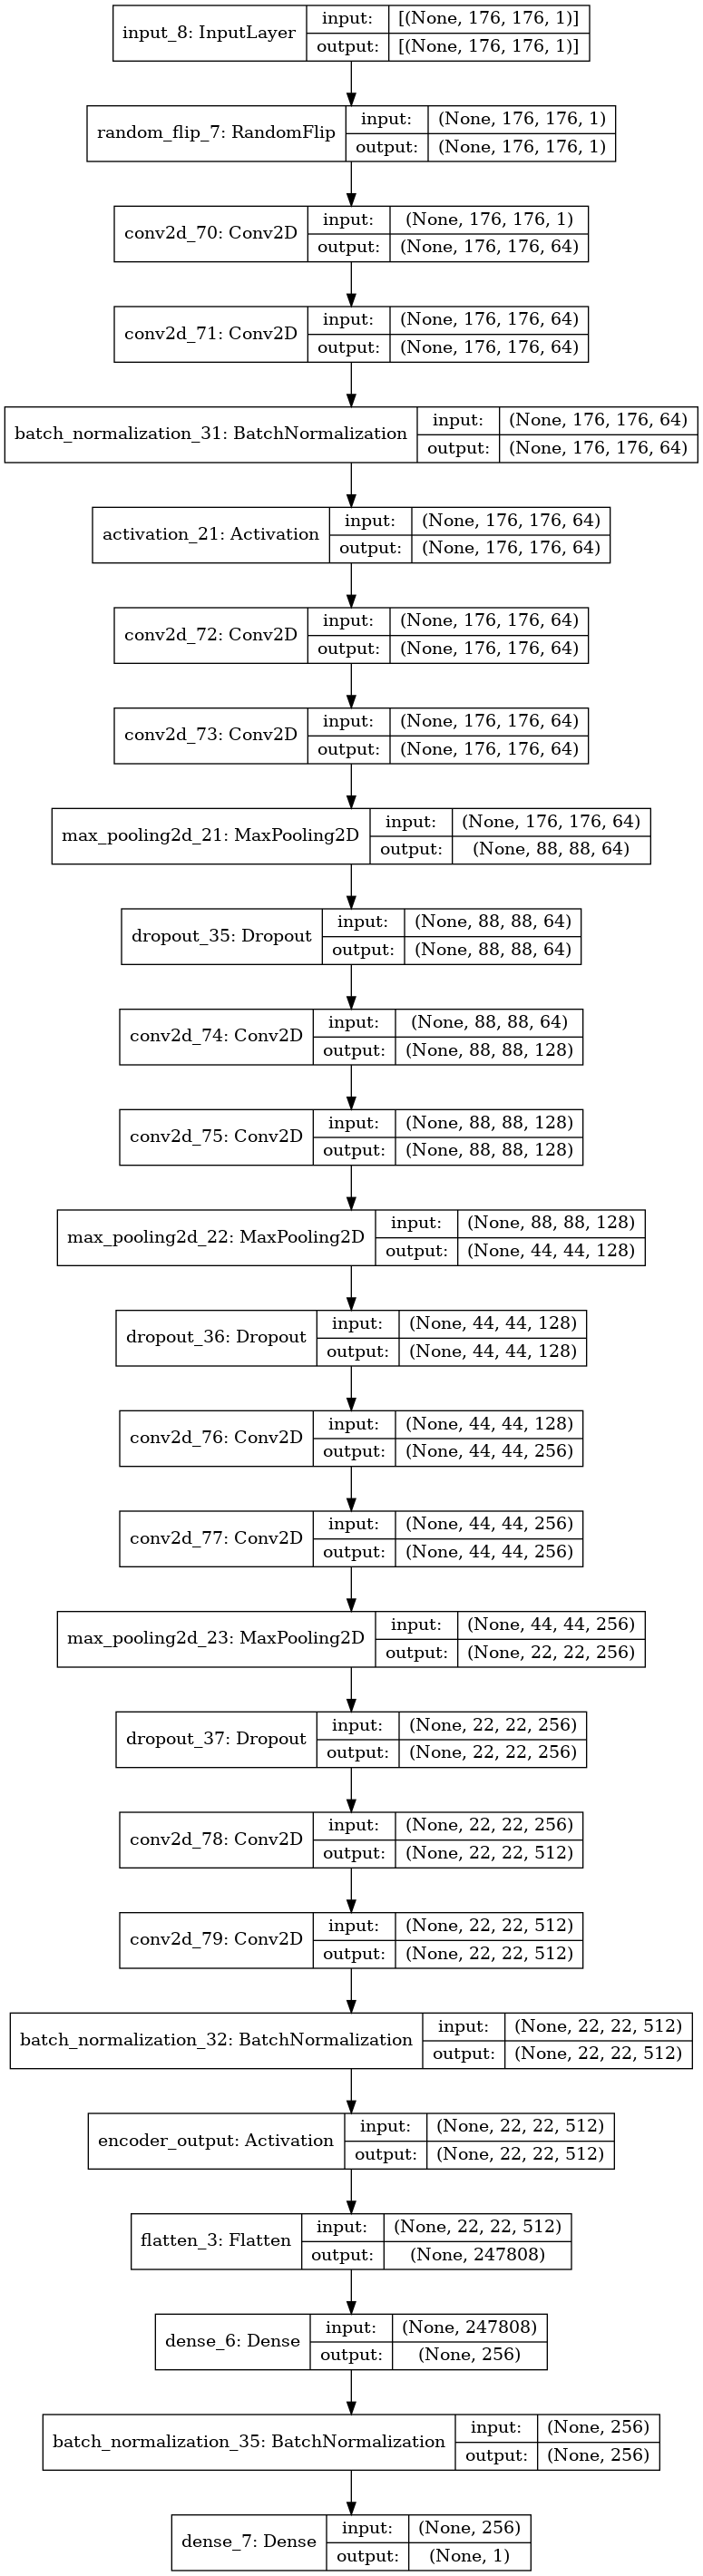 input_8: InputLayer
input: [(None, 176, 176, 1)]
output: [(None, 176, 176, 1)]
random_flip_7: RandomFlip
input: (None, 176, 176, 1)
output: (None, 176, 176, 1)
conv2d_70: Conv2D
input: (None, 176, 176, 1)
output: (None, 176, 176, 64)
conv2d_71: Conv2D
input: (None, 176, 176, 64)
output: (None, 176, 176, 64)
batch_normalization_31: BatchNormalization
input: (None, 176, 176, 64)
output: (None, 176, 176, 64)
activation_21: Activation
input: (None, 176, 176, 64)
output: (None, 176, 176, 64)
conv2d_72: Conv2D
input: (None, 176, 176, 64)
output: (None, 176, 176, 64)
conv2d_73: Conv2D
input: (None, 176, 176, 64)
output: (None, 176, 176, 64)
max_pooling2d_21: MaxPooling2D
input: (None, 176, 176, 64)
output: (None, 88, 88, 64)
dropout_35: Dropout
input: (None, 88, 88, 64)
output: (None, 88, 88, 64)
conv2d_74: Conv2D
input: (None, 88, 88, 64)
output: (None, 88, 88, 128)
conv2d_75: Conv2D
input: (None, 88, 88, 128)
output: (None, 88, 88, 128)
max_pooling2d_22: MaxPooling2D
input: (None, 88, 88, 128)
output: (None, 44, 44, 128)
dropout_36: Dropout
input: (None, 44, 44, 128)
output: (None, 44, 44, 128)
conv2d_76: Conv2D
input: (None, 44, 44, 128)
output: (None, 44, 44, 256)
conv2d_77: Conv2D
input: (None, 44, 44, 256)
output: (None, 44, 44, 256)
max_pooling2d_23: MaxPooling2D
input: (None, 44, 44, 256)
output: (None, 22, 22, 256)
dropout_37: Dropout
input: (None, 22, 22, 256)
output: (None, 22, 22, 256)
conv2d_78: Conv2D
input: (None, 22, 22, 256)
output: (None, 22, 22, 512)
conv2d_79: Conv2D
input: (None, 22, 22, 512)
output: (None, 22, 22, 512)
batch_normalization_32: BatchNormalization
input: (None, 22, 22, 512)
output: (None, 22, 22, 512)
encoder_output: Activation
input: (None, 22, 22, 512)
output: (None, 22, 22, 512)
flatten_3: Flatten
input: (None, 22, 22, 512)
output: (None, 247808)
dense_6: Dense
input: (None, 247808)
output: (None, 256)
batch_normalization_35: BatchNormalization
input: (None, 256)
output: (None, 256)
dense_7: Dense
input: (None, 256)
output: (None, 1)